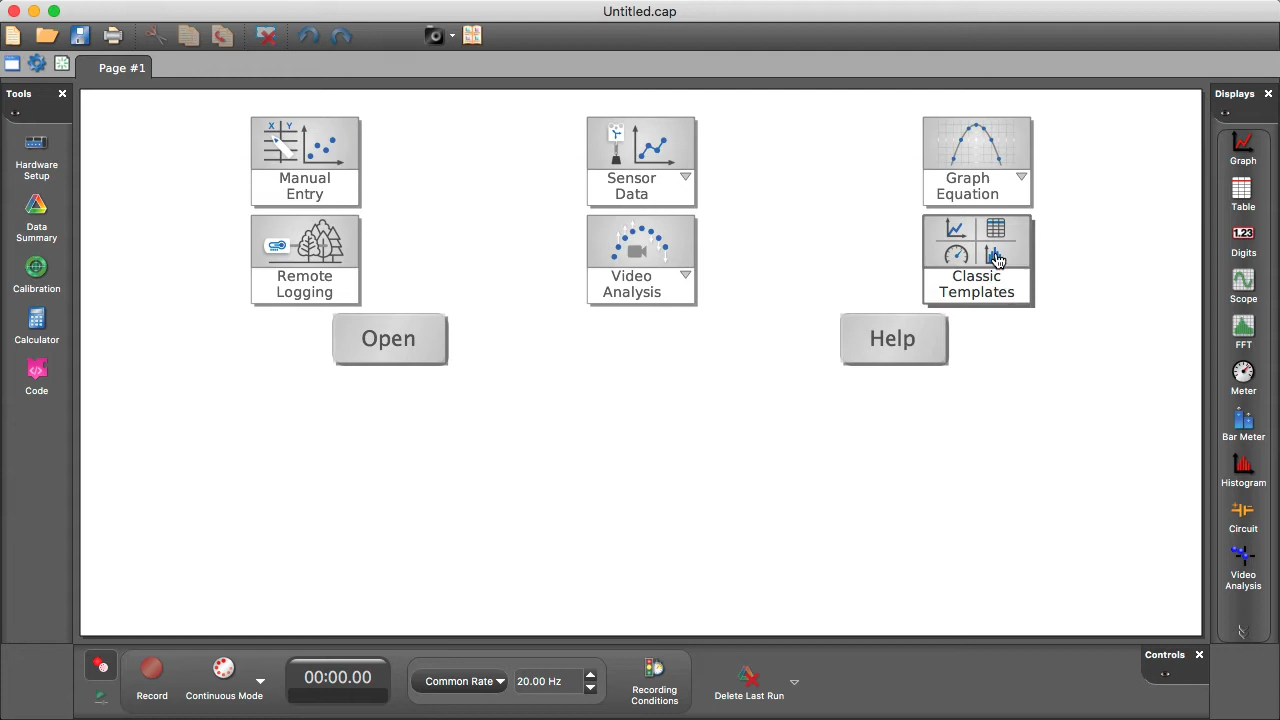 Untitled.cap
Page #1
Tools
Hardware
Setup
Data
Summary
Calibration
Calculator
Code
X Y
Manual
Entry
Sensor
Data
Graph
Equation
Remote
Logging
Video
Analysis
Classic
Templates
Open
Help
Displays
Graph
Table
1.23
Digits
Scope
FFT
Meter
Bar Meter
Histogram
Circuit
Video
Analysis
Record
Continuous Mode
00:00.00
Common Rate
20.00 Hz
Recording
Conditions
Delete Last Run
Controls